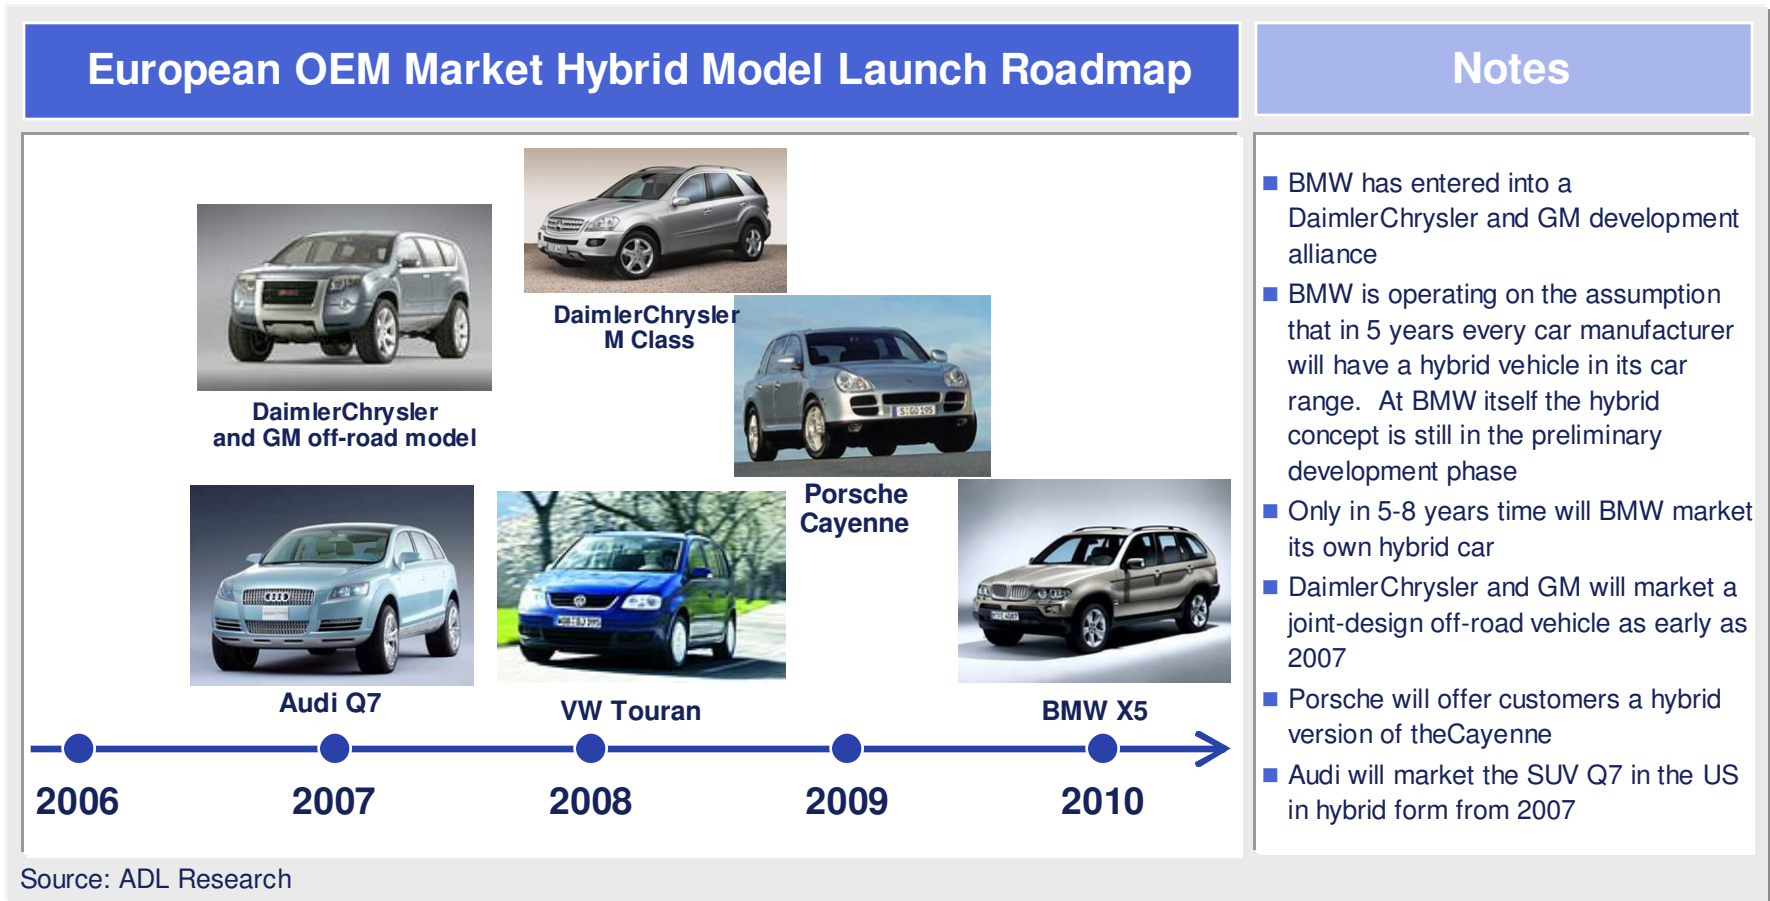 European OEM Market Hybrid Model Launch Roadmap
Notes
DaimlerChrysler
and GM off-road model
DaimlerChrysler
M Class
S GO 195
Porsche
Cayenne
Audi Q7
VW Touran
BMW X5
2006
2007
2008
2009
2010
BMW has entered into a
DaimlerChrysler and GM development
alliance
BMW is operating on the assumption
that in 5 years every car manufacturer
will have a hybrid vehicle in its car
range. At BMW itself the hybrid
concept is still in the preliminary
development phase
Only in 5-8 years time will BMW market
its own hybrid car
DaimlerChrysler and GM will market a
joint-design off-road vehicle as early as
2007
Porsche will offer customers a hybrid
version of theCayenne
Audi will market the SUV Q7 in the US
in hybrid form from 2007
Source: ADL Research